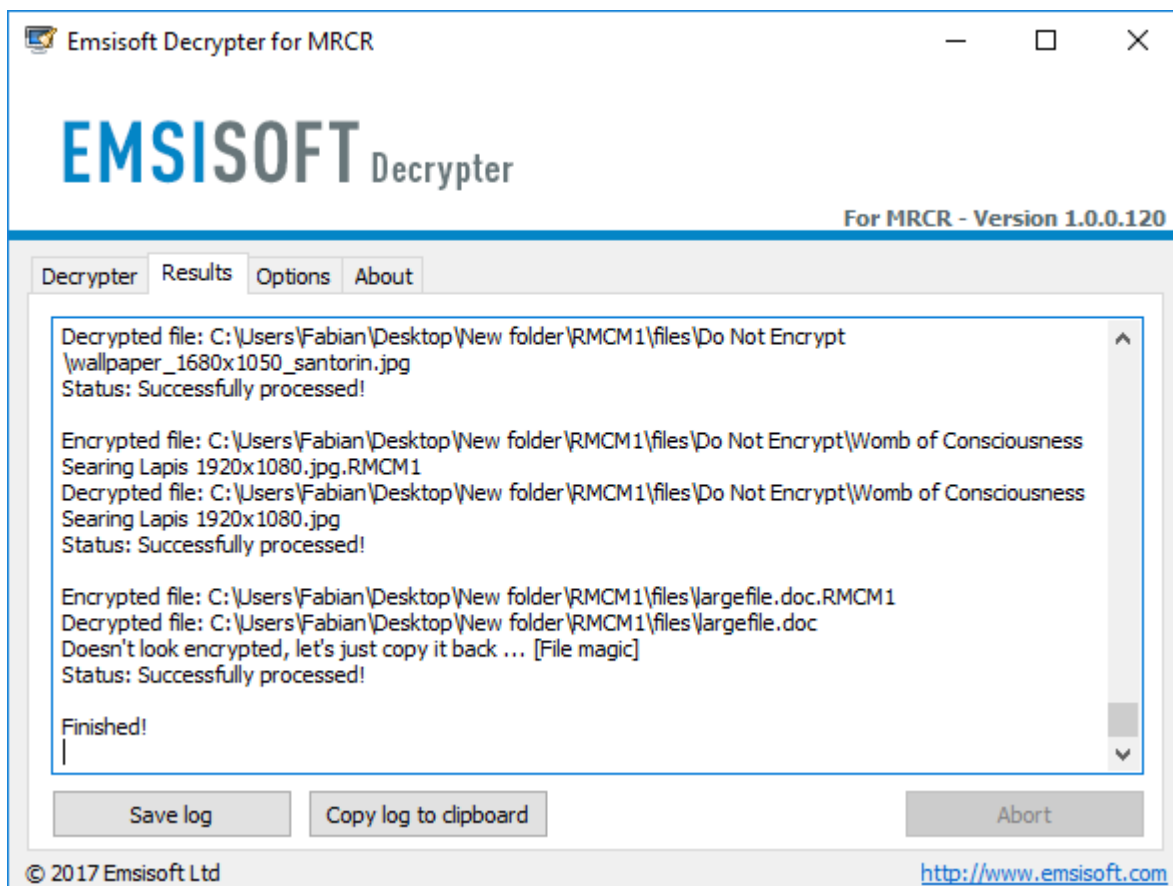 Emsisoft Decrypter for MRCR
EMSISOFT Decrypter
For MRCR - Version 1.0.0.120
Decrypter Results Options About
Decrypted file: C:\Users\Fabian\Desktop\New folder\RMCM1\files\Do Not Encrypt
\wallpaper_1680x1050_santorin.jpg
Status: Successfully processed!
Encrypted file: C:\Users\Fabian\Desktop\New folder\RMCM1\files\Do Not Encrypt\Womb of Consciousness
Searing Lapis 1920x1080.jpg.RMCM1
Decrypted file: C:\Users\Fabian\Desktop\New folder\RMCM1\files\Do Not Encrypt\Womb of Consciousness
Searing Lapis 1920x1080.jpg
Status: Successfully processed!
Encrypted file: C:\Users\Fabian\Desktop\New folder\RMCM1\files\largefile.doc.RMCM1
Decrypted file: C:\Users\Fabian\Desktop\New folder\RMCM1\files\largefile.doc
Doesn't look encrypted, let's just copy it back ... [File magic]
Status: Successfully processed!
Finished!
Save log Copy log to clipboard Abort
© 2017 Emsisoft Ltd http://www.emsisoft.com